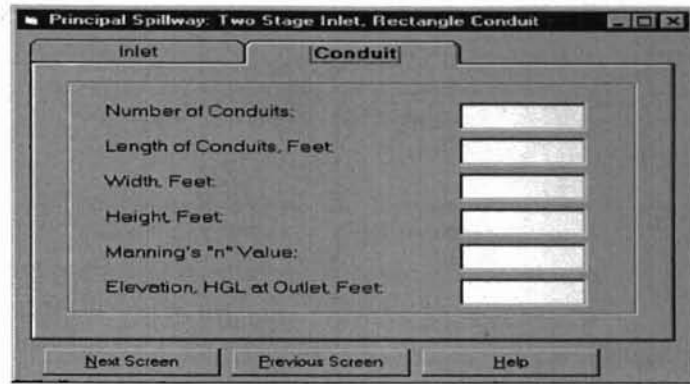 Principal Spillway: Two Stage Inlet, Rectangle Conduit
Inlet Conduit
Number of Conduits:
Length of Conduits, Feet:
Width, Feet:
Height, Feet:
Manning's "n" Value:
Elevation, HGL at Outlet, Feet:
Next Screen Previous Screen Help